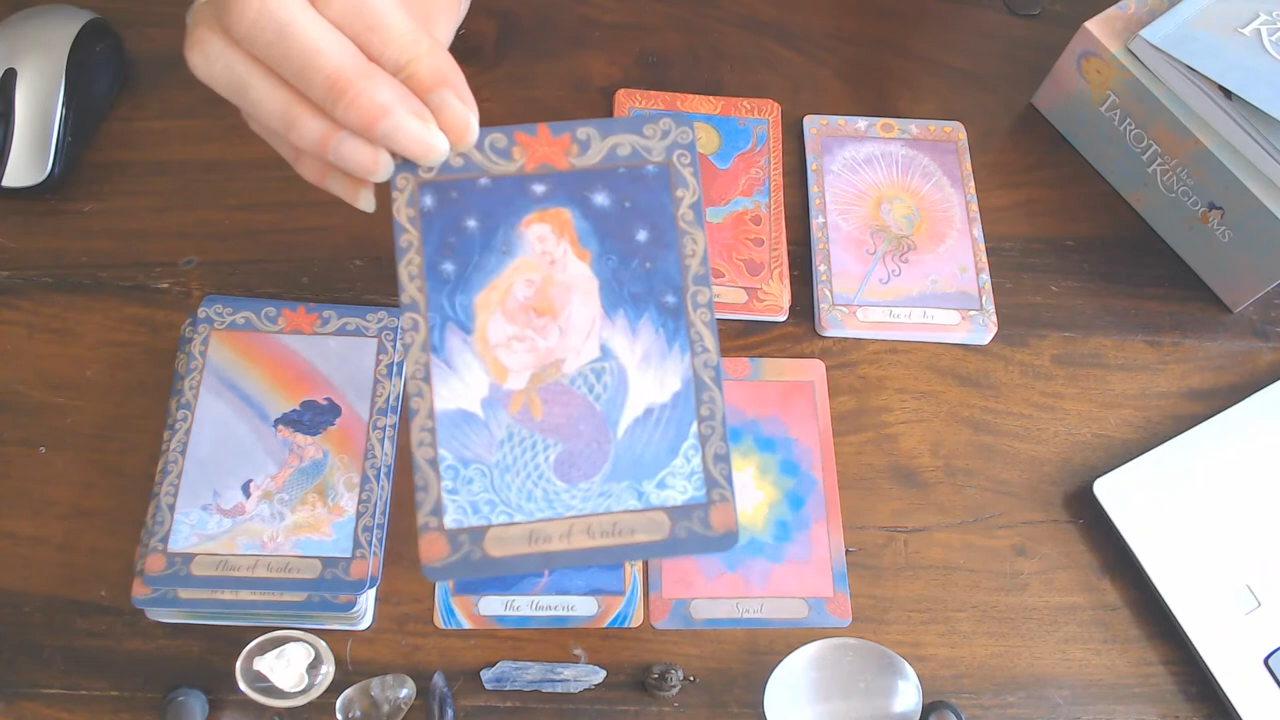 TAROT
of the
KINGDOMS
Ace of Air
Ten of Water
Nine of Water
The Universe
Spirit